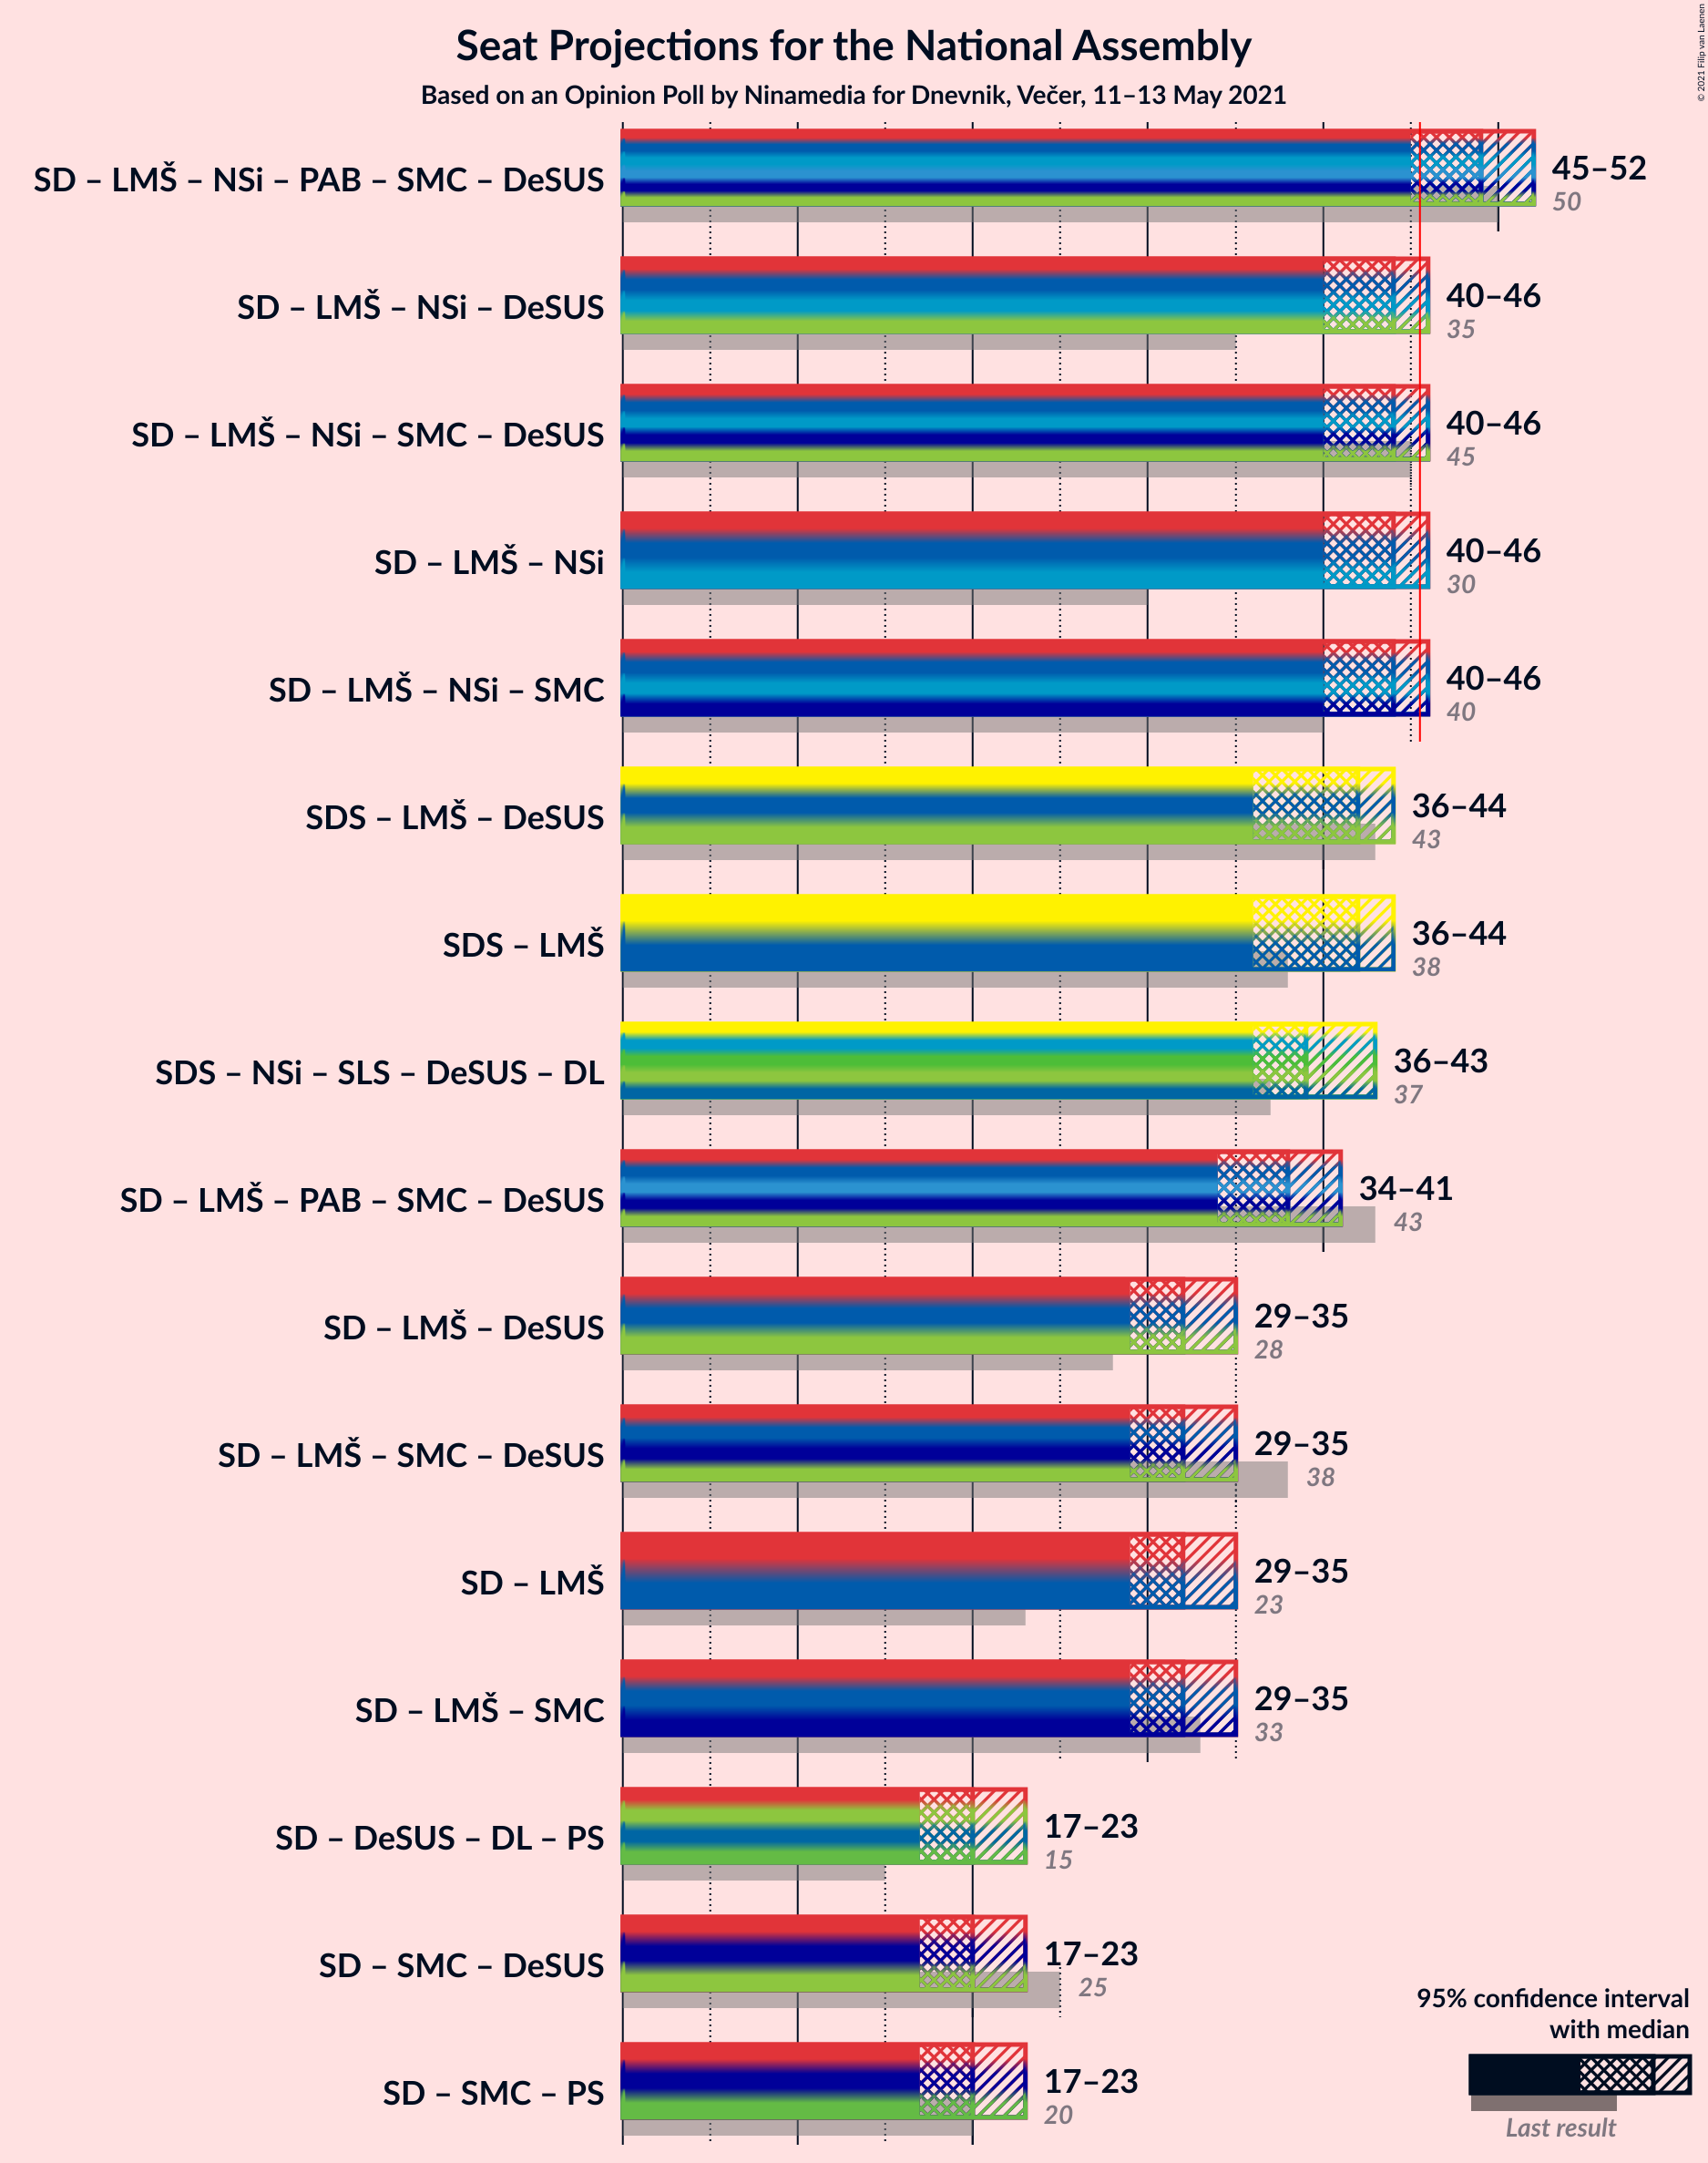 Seat Projections for the National Assembly
Based on an Opinion Poll by Ninamedia for Dnevnik, Večer, 11–13 May 2021
© 2021 Filip van Laenen
SD – LMŠ – NSi – PAB – SMC – DeSUS
45–52
50
SD – LMŠ – NSi – DeSUS
40–46
35
SD – LMŠ – NSi – SMC – DeSUS
40–46
45
SD – LMŠ – NSi
40–46
30
SD – LMŠ – NSi – SMC
40–46
40
SDS – LMŠ – DeSUS
36–44
43
SDS – LMŠ
36–44
38
SDS – NSi – SLS – DeSUS – DL
36–43
37
SD – LMŠ – PAB – SMC – DeSUS
34–41
43
SD – LMŠ – DeSUS
29–35
28
SD – LMŠ – SMC – DeSUS
29–35
38
SD – LMŠ
29–35
23
SD – LMŠ – SMC
29–35
33
SD – DeSUS – DL – PS
17–23
15
SD – SMC – DeSUS
17–23
25
SD – SMC – PS
17–23
20
95% confidence interval
with median
Last result